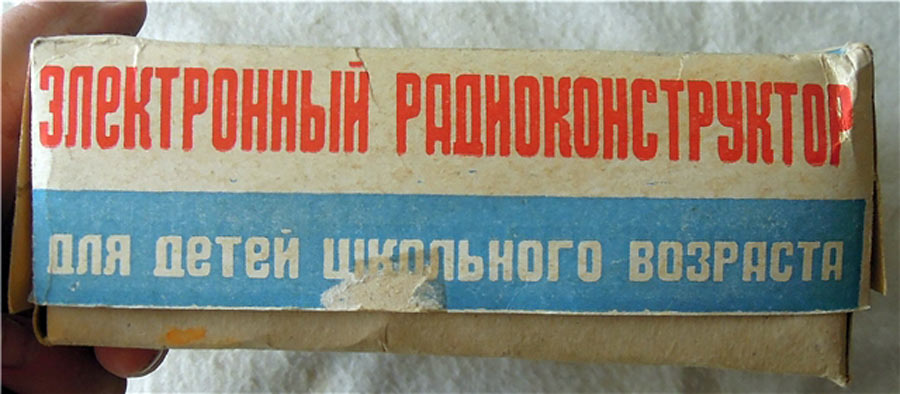 ЭЛЕКТРОННЫЙ РАДИОКОНСТРУКТОР
ДЛЯ ДЕТЕЙ ШКОЛЬНОГО ВОЗРАСТА